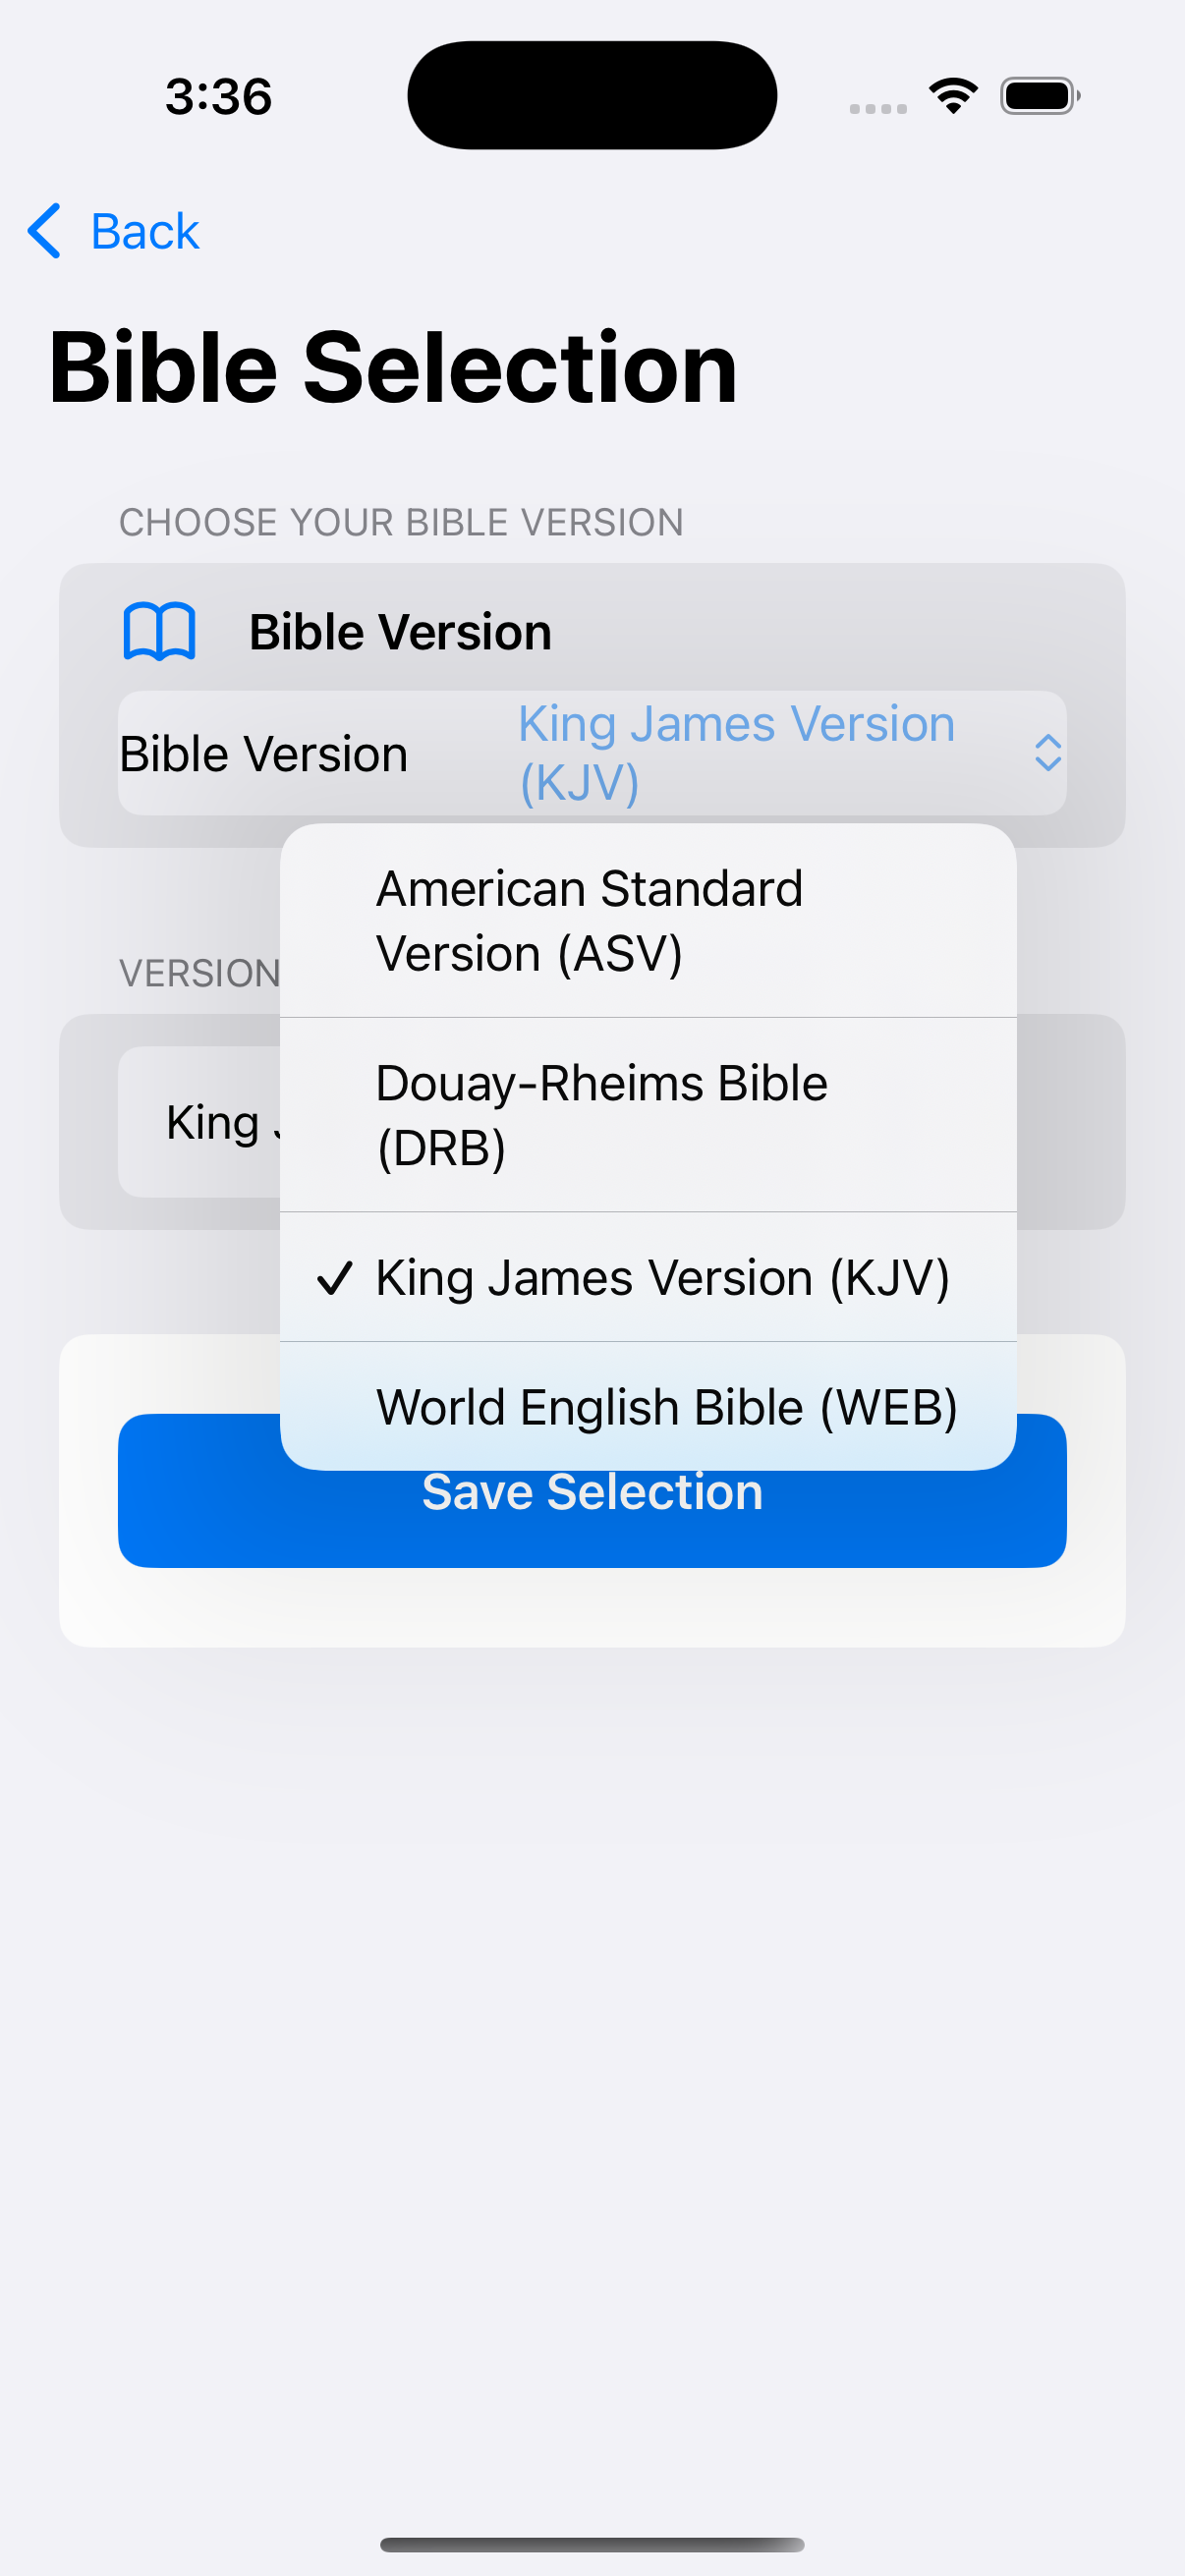 3:36
Back
Bible Selection
CHOOSE YOUR BIBLE VERSION
Bible Version
Bible Version
King James Version
(KJV)
American Standard
Version (ASV)
VERSION
Douay-Rheims Bible
(DRB)
King
King James Version (KJV)
World English Bible (WEB)
Save Selection